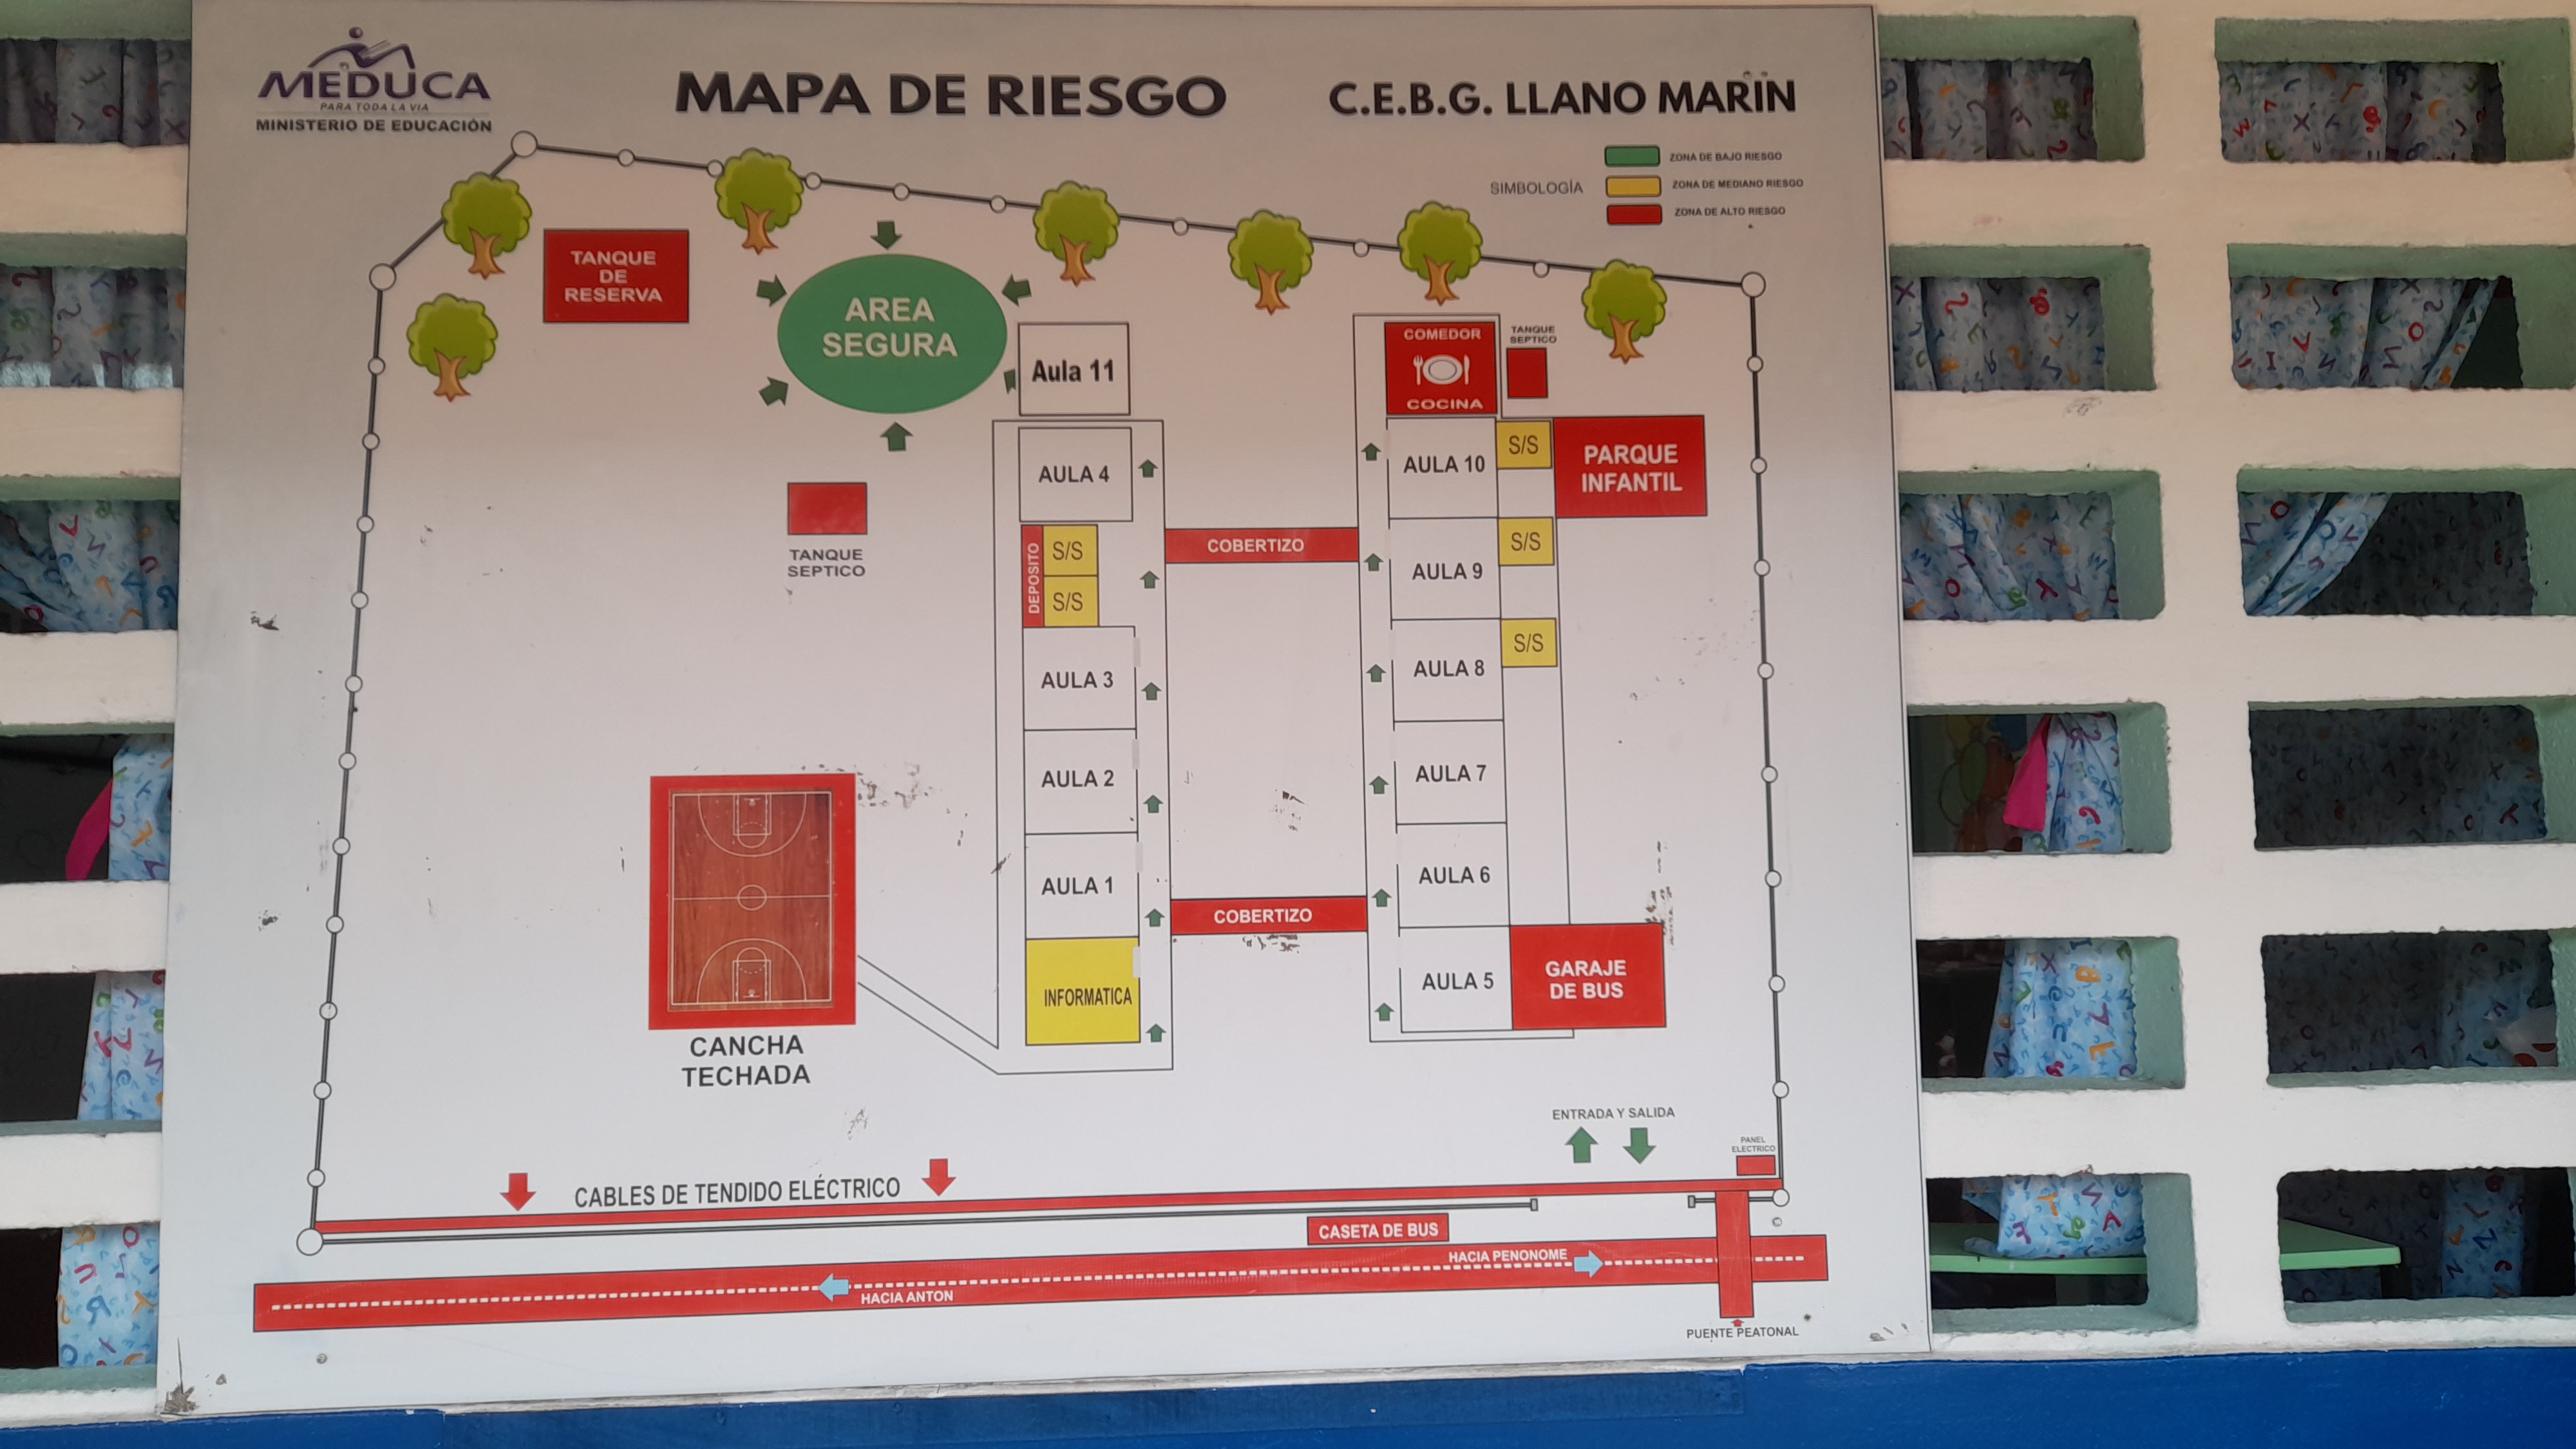 MEDUCA
PARA TODA LA VIA
MINISTERIO DE EDUCACIÓN
MAPA DE RIESGO
C.E.B.G. LLANO MARIN
SIMBOLOGÍA
ZONA DE BAJO RIESGO
ZONA DE MEDIANO RIESGO
ZONA DE ALTO RIESGO
TANQUE
DE
RESERVA
AREA
SEGURA
Aula 11
COMEDOR
COCINA
TANQUE
SEPTICO
AULA 4
AULA 10
S/S
PARQUE
INFANTIL
TANQUE
SEPTICO
DEPOSITO
S/S
S/S
COBERTIZO
AULA 9
S/S
AULA 3
AULA 8
S/S
AULA 2
AULA 7
AULA 1
COBERTIZO
AULA 6
INFORMATICA
AULA 5
GARAJE
DE BUS
CANCHA
TECHADA
ENTRADA Y SALIDA
PANEL
ELECTRICO
CABLES DE TENDIDO ELÉCTRICO
CASETA DE BUS
HACIA PENONOME
HACIA ANTON
PUENTE PEATONAL